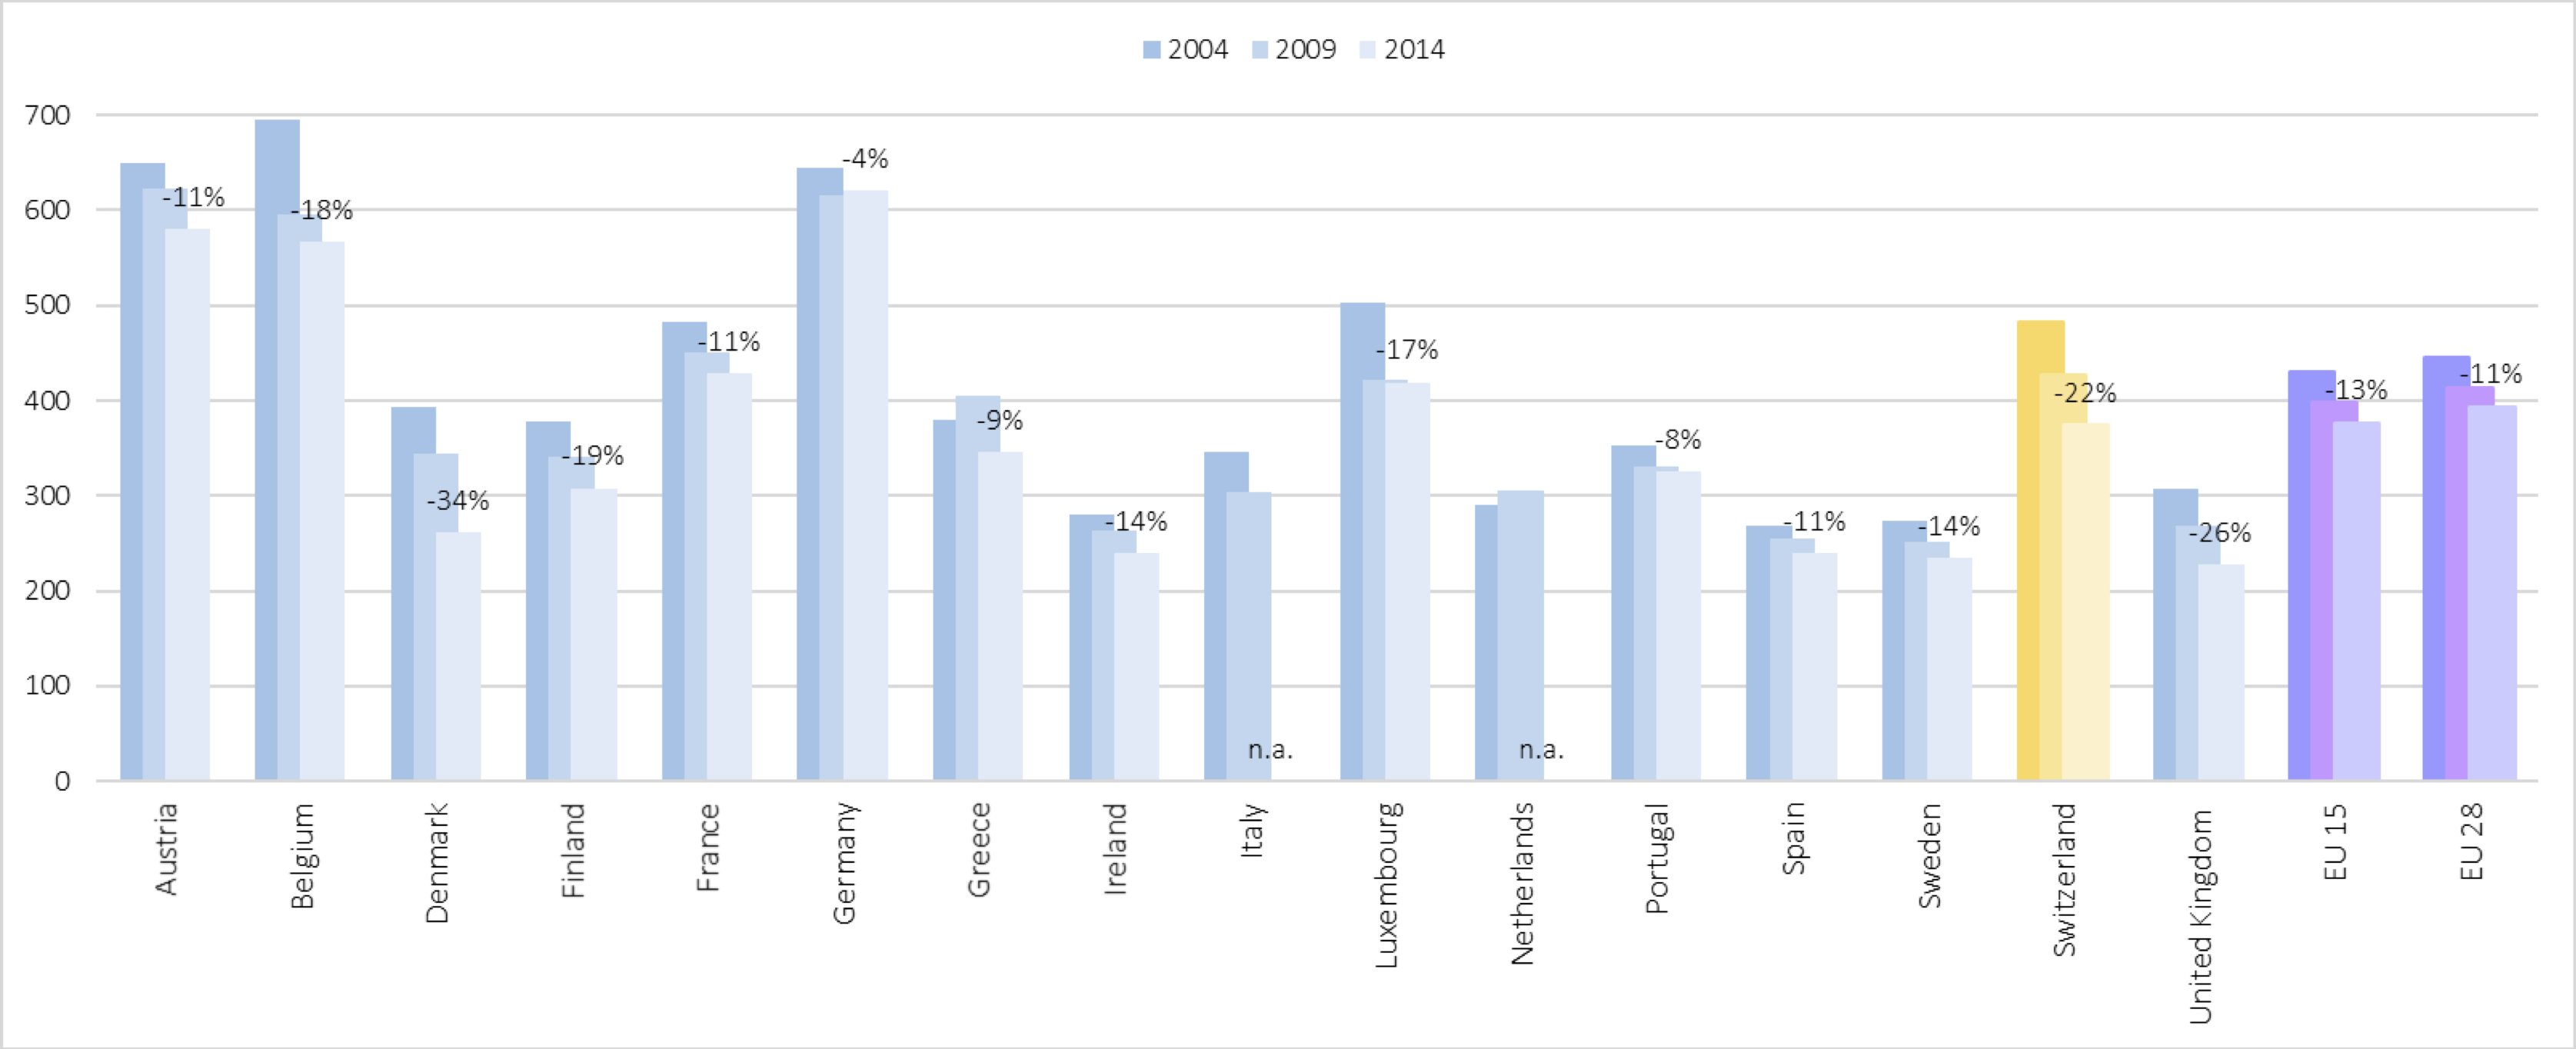 2004 2009 2014
700
600
500
400
300
200
100
0
-11%
-18%
-34%
-19%
-11%
-4%
-9%
-14%
n.a.
-17%
n.a.
-8%
-11%
-14%
-22%
-26%
-13%
-11%
Austria
Belgium
Denmark
Finland
France
Germany
Greece
Ireland
Italy
Luxembourg
Netherlands
Portugal
Spain
Sweden
Switzerland
United Kingdom
EU 15
EU 28